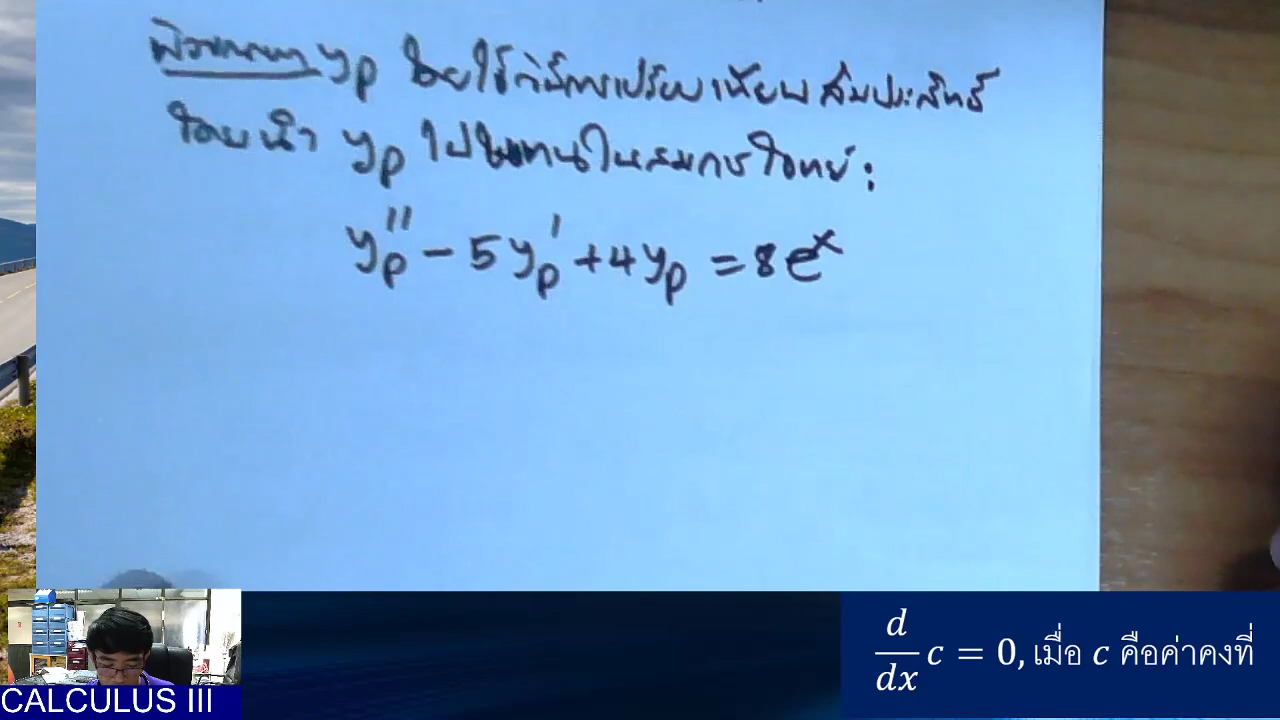 พิจารณา yp โดยใช้วิธีการเปรียบเทียบสัมประสิทธิ์
โดยนำ yp ไปแทนในสมการโจทย์ :
yp'' - 5yp' + 4yp = 8e^x
d/dx c = 0, เมื่อ c คือค่าคงที่
CALCULUS III